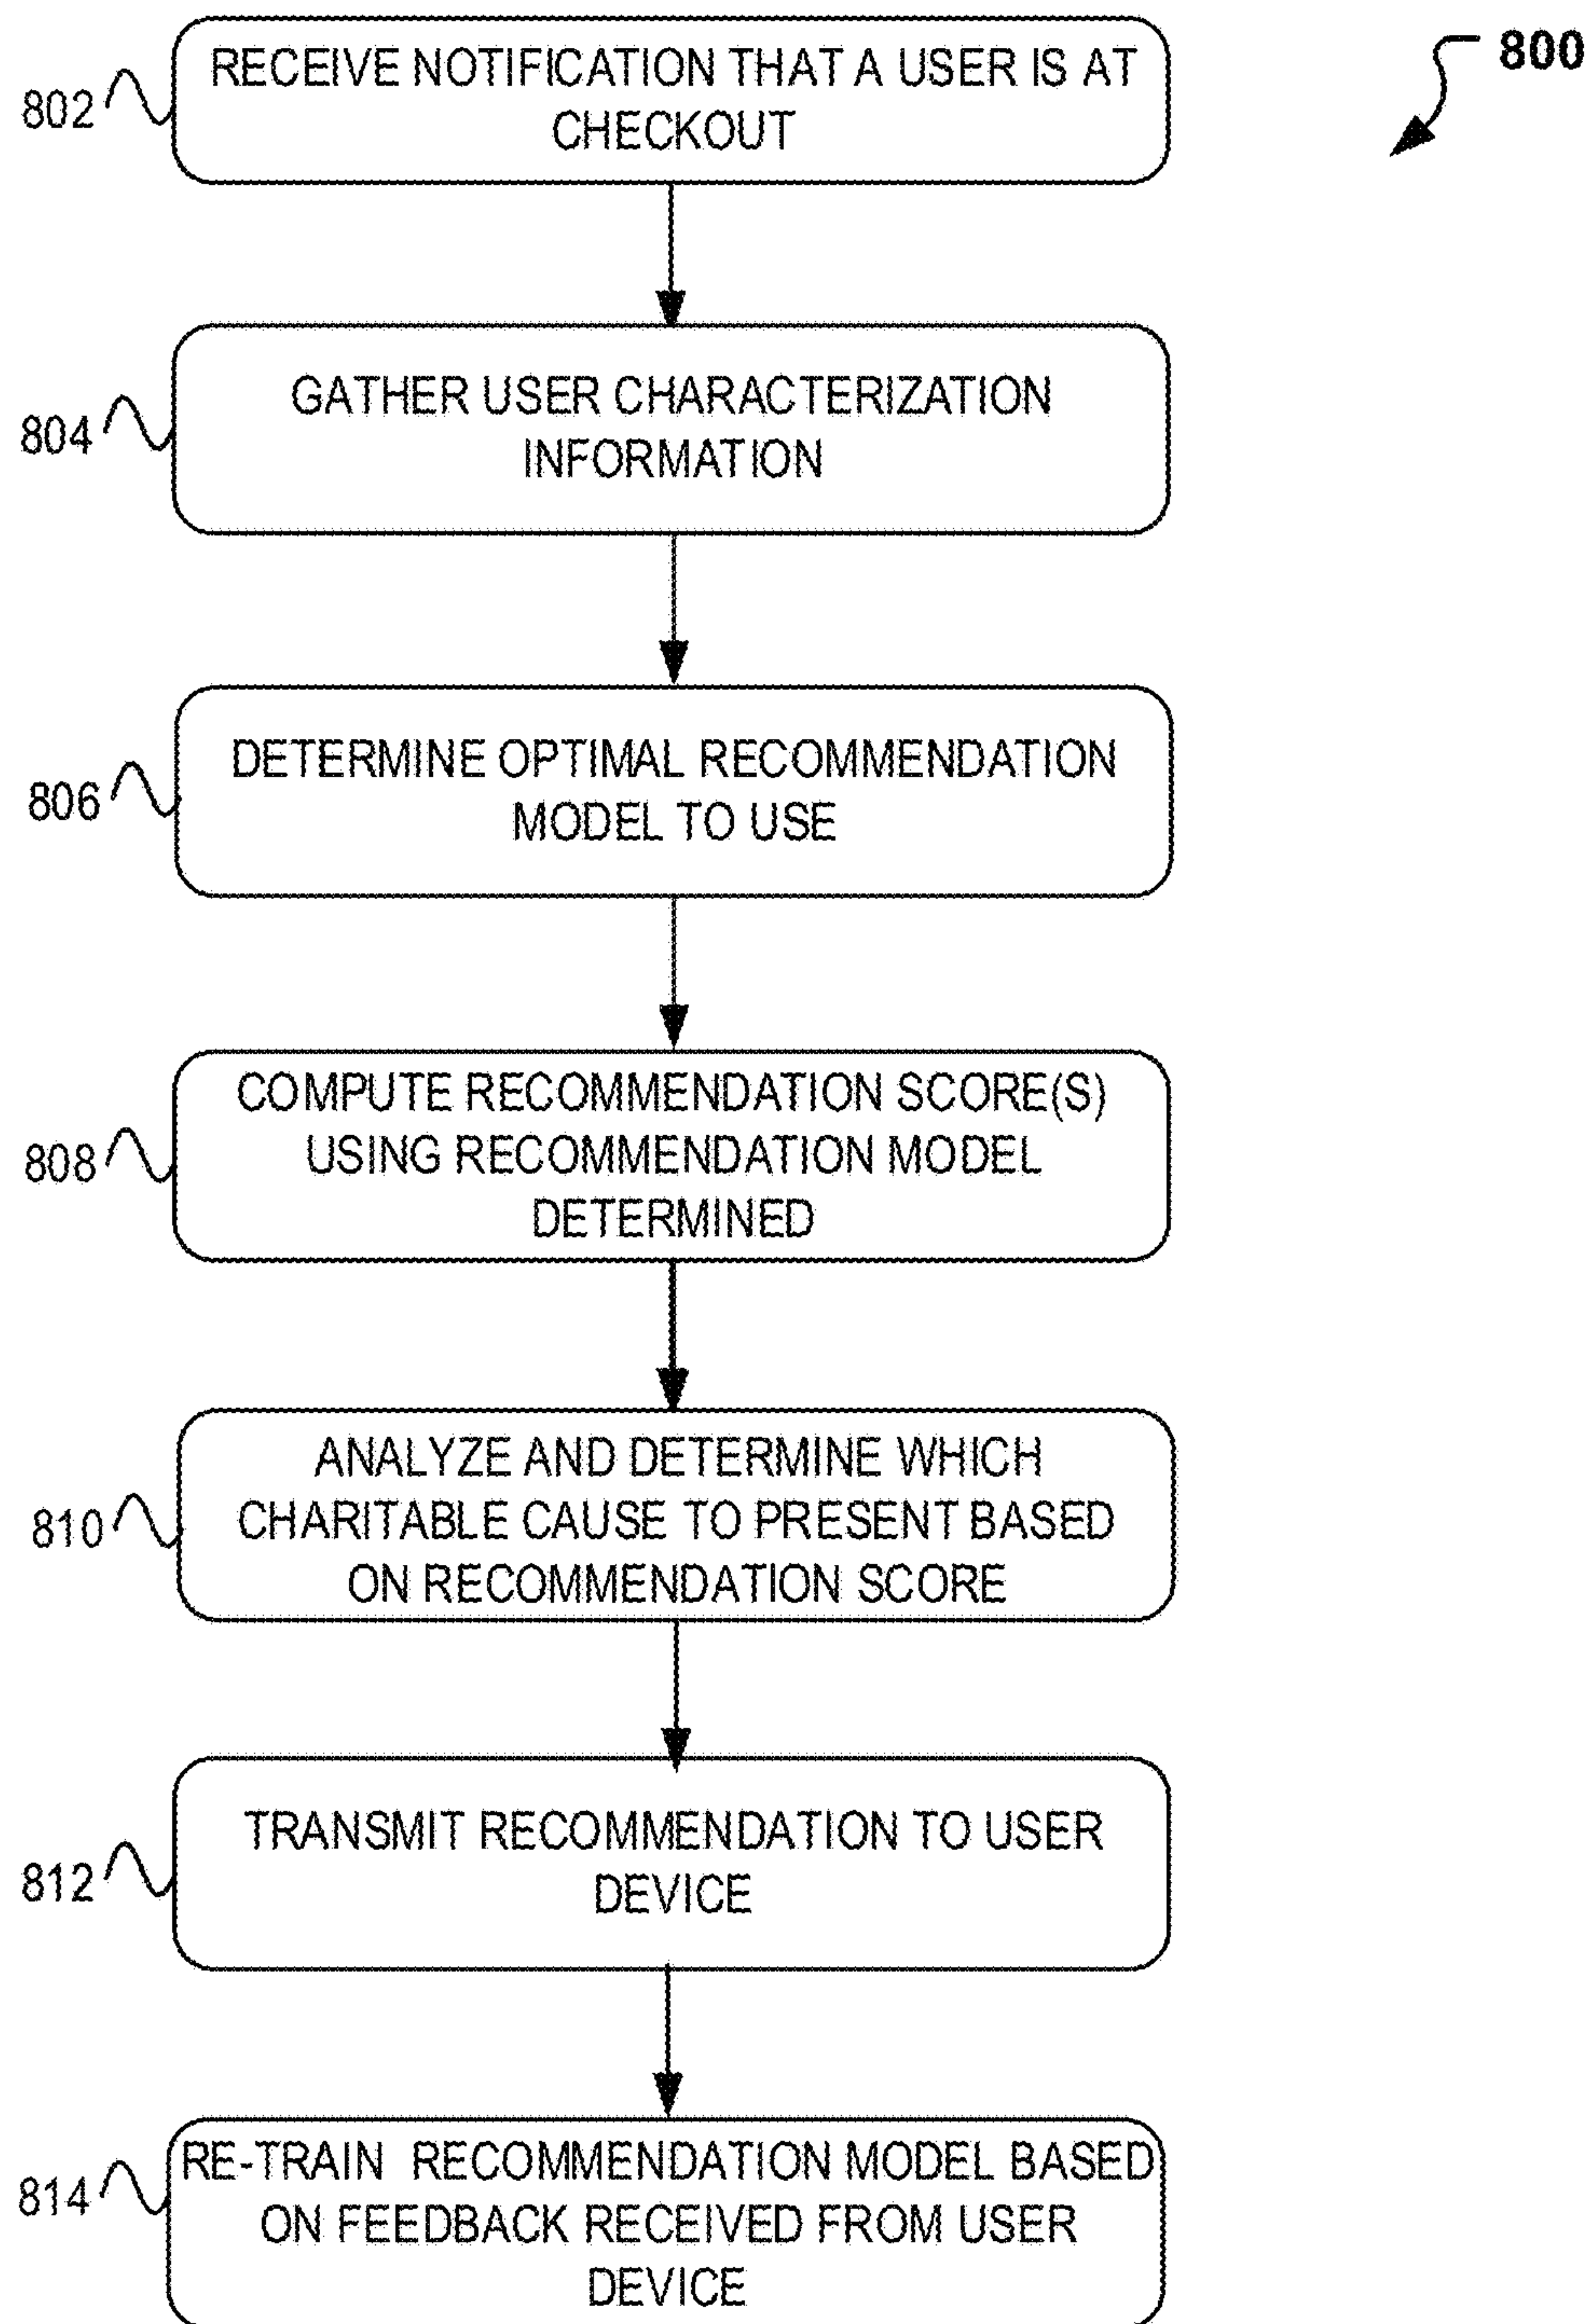 800
802
RECEIVE NOTIFICATION THAT A USER IS AT
CHECKOUT
804
GATHER USER CHARACTERIZATION
INFORMATION
806
DETERMINE OPTIMAL RECOMMENDATION
MODEL TO USE
808
COMPUTE RECOMMENDATION SCORE(S)
USING RECOMMENDATION MODEL
DETERMINED
810
ANALYZE AND DETERMINE WHICH
CHARITABLE CAUSE TO PRESENT BASED
ON RECOMMENDATION SCORE
812
TRANSMIT RECOMMENDATION TO USER
DEVICE
814
RE-TRAIN RECOMMENDATION MODEL BASED
ON FEEDBACK RECEIVED FROM USER
DEVICE